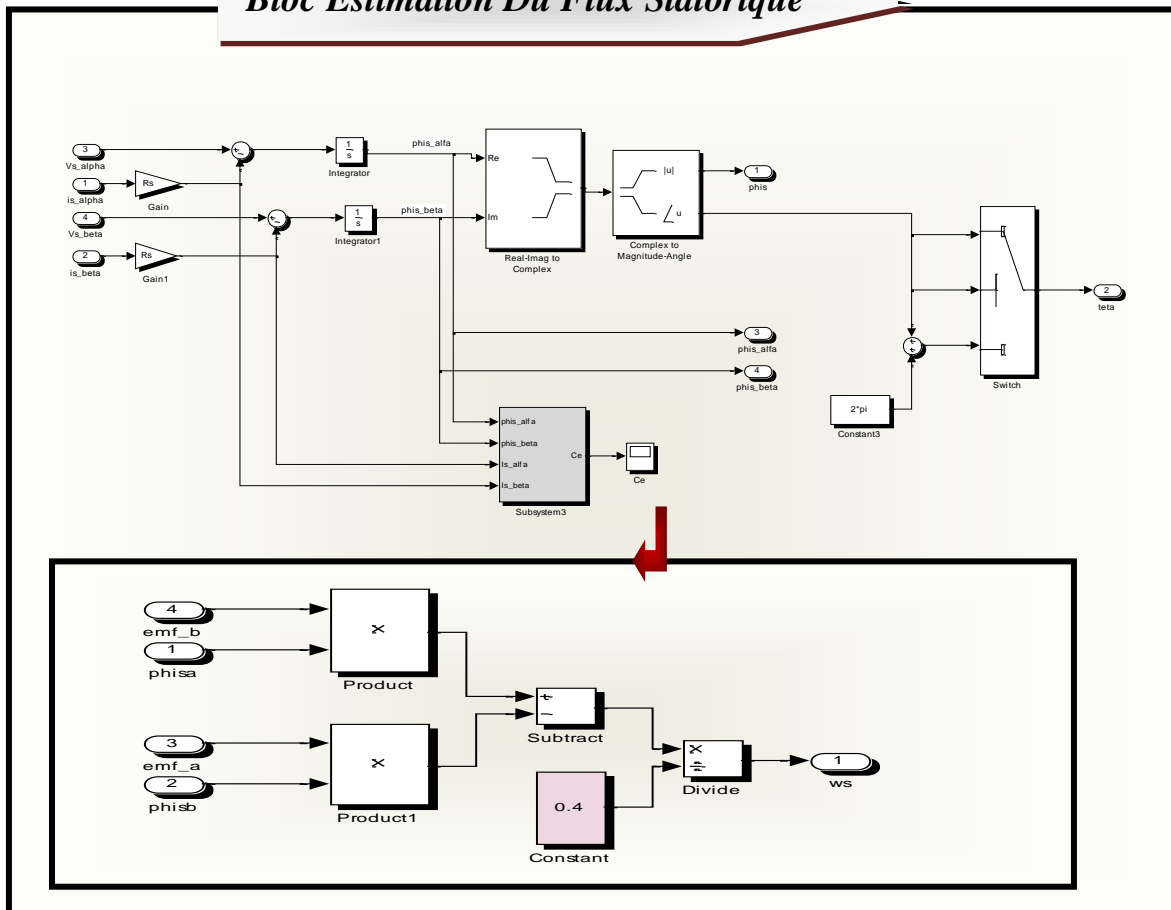 Bloc Estimation Du Flux Statorique
3
Vs_alpha
1
is_alpha
Rs
Gain
4
Vs_beta
2
is_beta
Rs
Gain1
1
s
Integrator
1
s
Integrator1
phis_alfa
phis_beta
Re
Im
Real-Imag to
Complex
|u|
u
Complex to
Magnitude-Angle
1
phis
3
phis_alfa
4
phis_beta
2*pi
Constant3
Switch
2
teta
phis_alfa
phis_beta
Is_alfa
Is_beta
Ce
Subsystem3
Ce
4
emf_b
1
phisa
x
Product
3
emf_a
2
phisb
x
Product1
+
−
Subtract
0.4
Constant
x
÷
Divide
1
ws